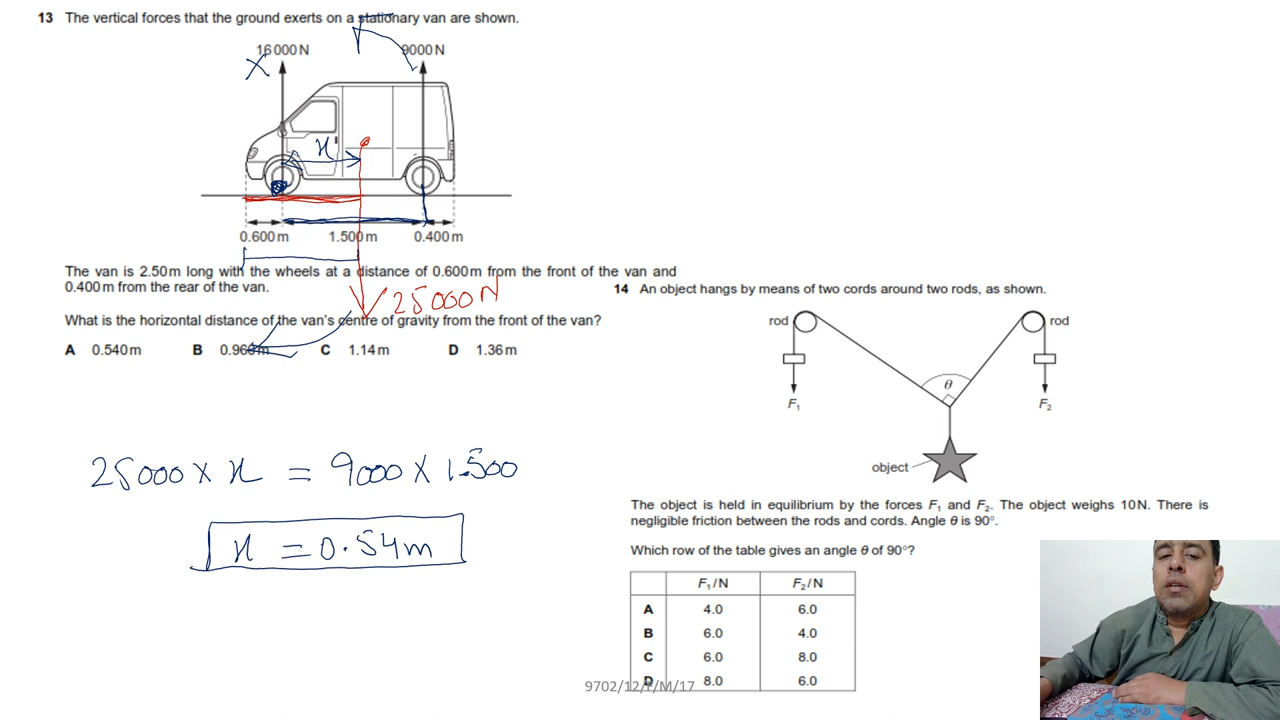 13 The vertical forces that the ground exerts on a stationary van are shown.
16 000 N
9000 N
x
0.600 m 1.500 m 0.400 m
The van is 2.50 m long with the wheels at a distance of 0.600 m from the front of the van and
0.400 m from the rear of the van.
25000N
What is the horizontal distance of the van's centre of gravity from the front of the van?
A 0.540 m B 0.960 m C 1.14 m D 1.36 m
25000 × x = 9000 × 1.500
x = 0.54m
14 An object hangs by means of two cords around two rods, as shown.
rod
rod
θ
F₁
F₂
object
The object is held in equilibrium by the forces F₁ and F₂. The object weighs 10 N. There is
negligible friction between the rods and cords. Angle θ is 90°.
Which row of the table gives an angle θ of 90°?
F₁/N F₂/N
A 4.0 6.0
B 6.0 4.0
C 6.0 8.0
D 8.0 6.0
9702/12/F/M/17